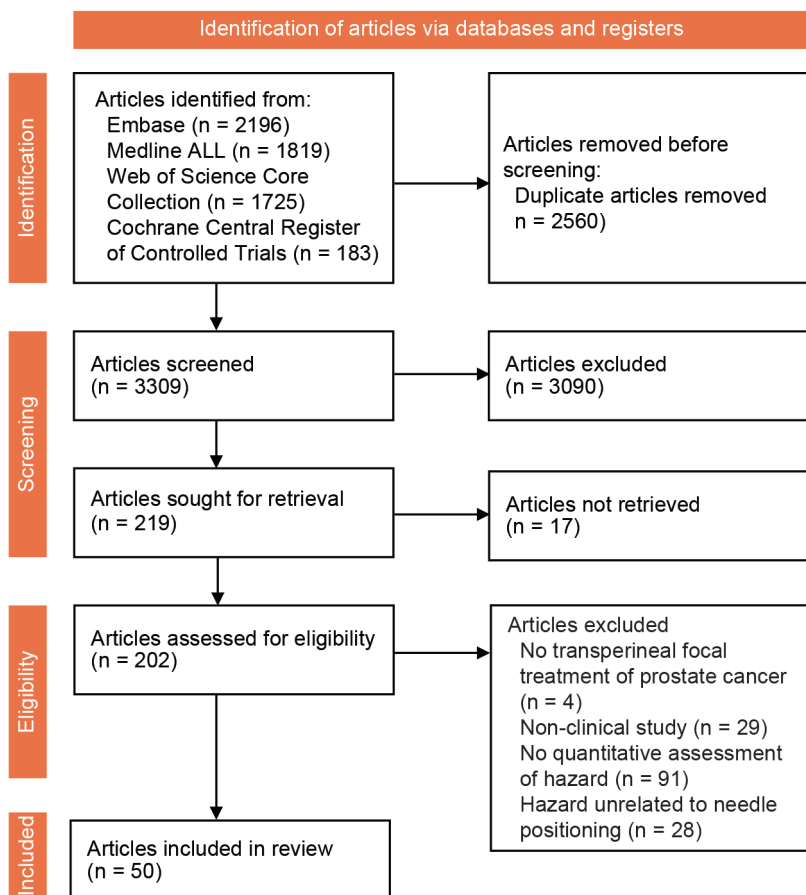 Identification of articles via databases and registers
Identification
Articles identified from:
Embase (n = 2196)
Medline ALL (n = 1819)
Web of Science Core
Collection (n = 1725)
Cochrane Central Register
of Controlled Trials (n = 183)
Articles removed before
screening:
Duplicate articles removed
n = 2560)
Screening
Articles screened
(n = 3309)
Articles excluded
(n = 3090)
Articles sought for retrieval
(n = 219)
Articles not retrieved
(n = 17)
Eligibility
Articles assessed for eligibility
(n = 202)
Articles excluded
No transperineal focal
treatment of prostate cancer
(n = 4)
Non-clinical study (n = 29)
No quantitative assessment
of hazard (n = 91)
Hazard unrelated to needle
positioning (n = 28)
Included
Articles included in review
(n = 50)